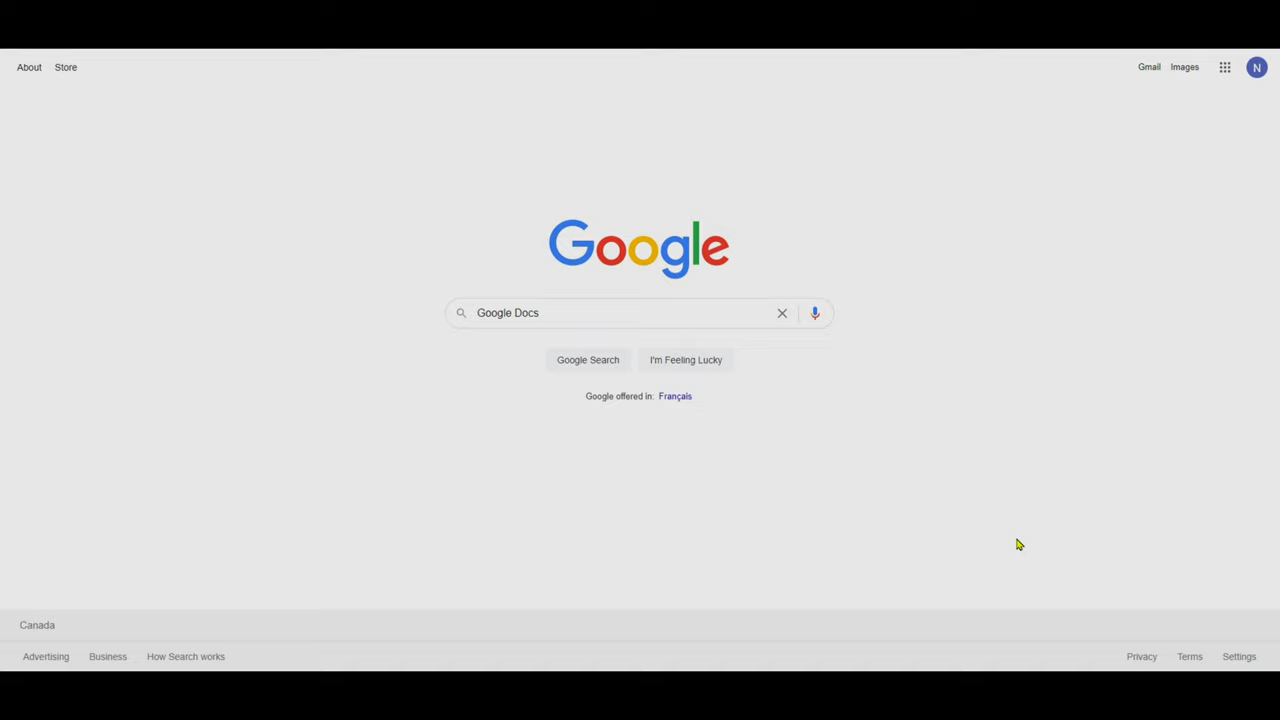 About Store
Gmail Images
N
Google
Google Docs
Google Search I'm Feeling Lucky
Google offered in: Français
Canada
Advertising Business How Search works
Privacy Terms Settings